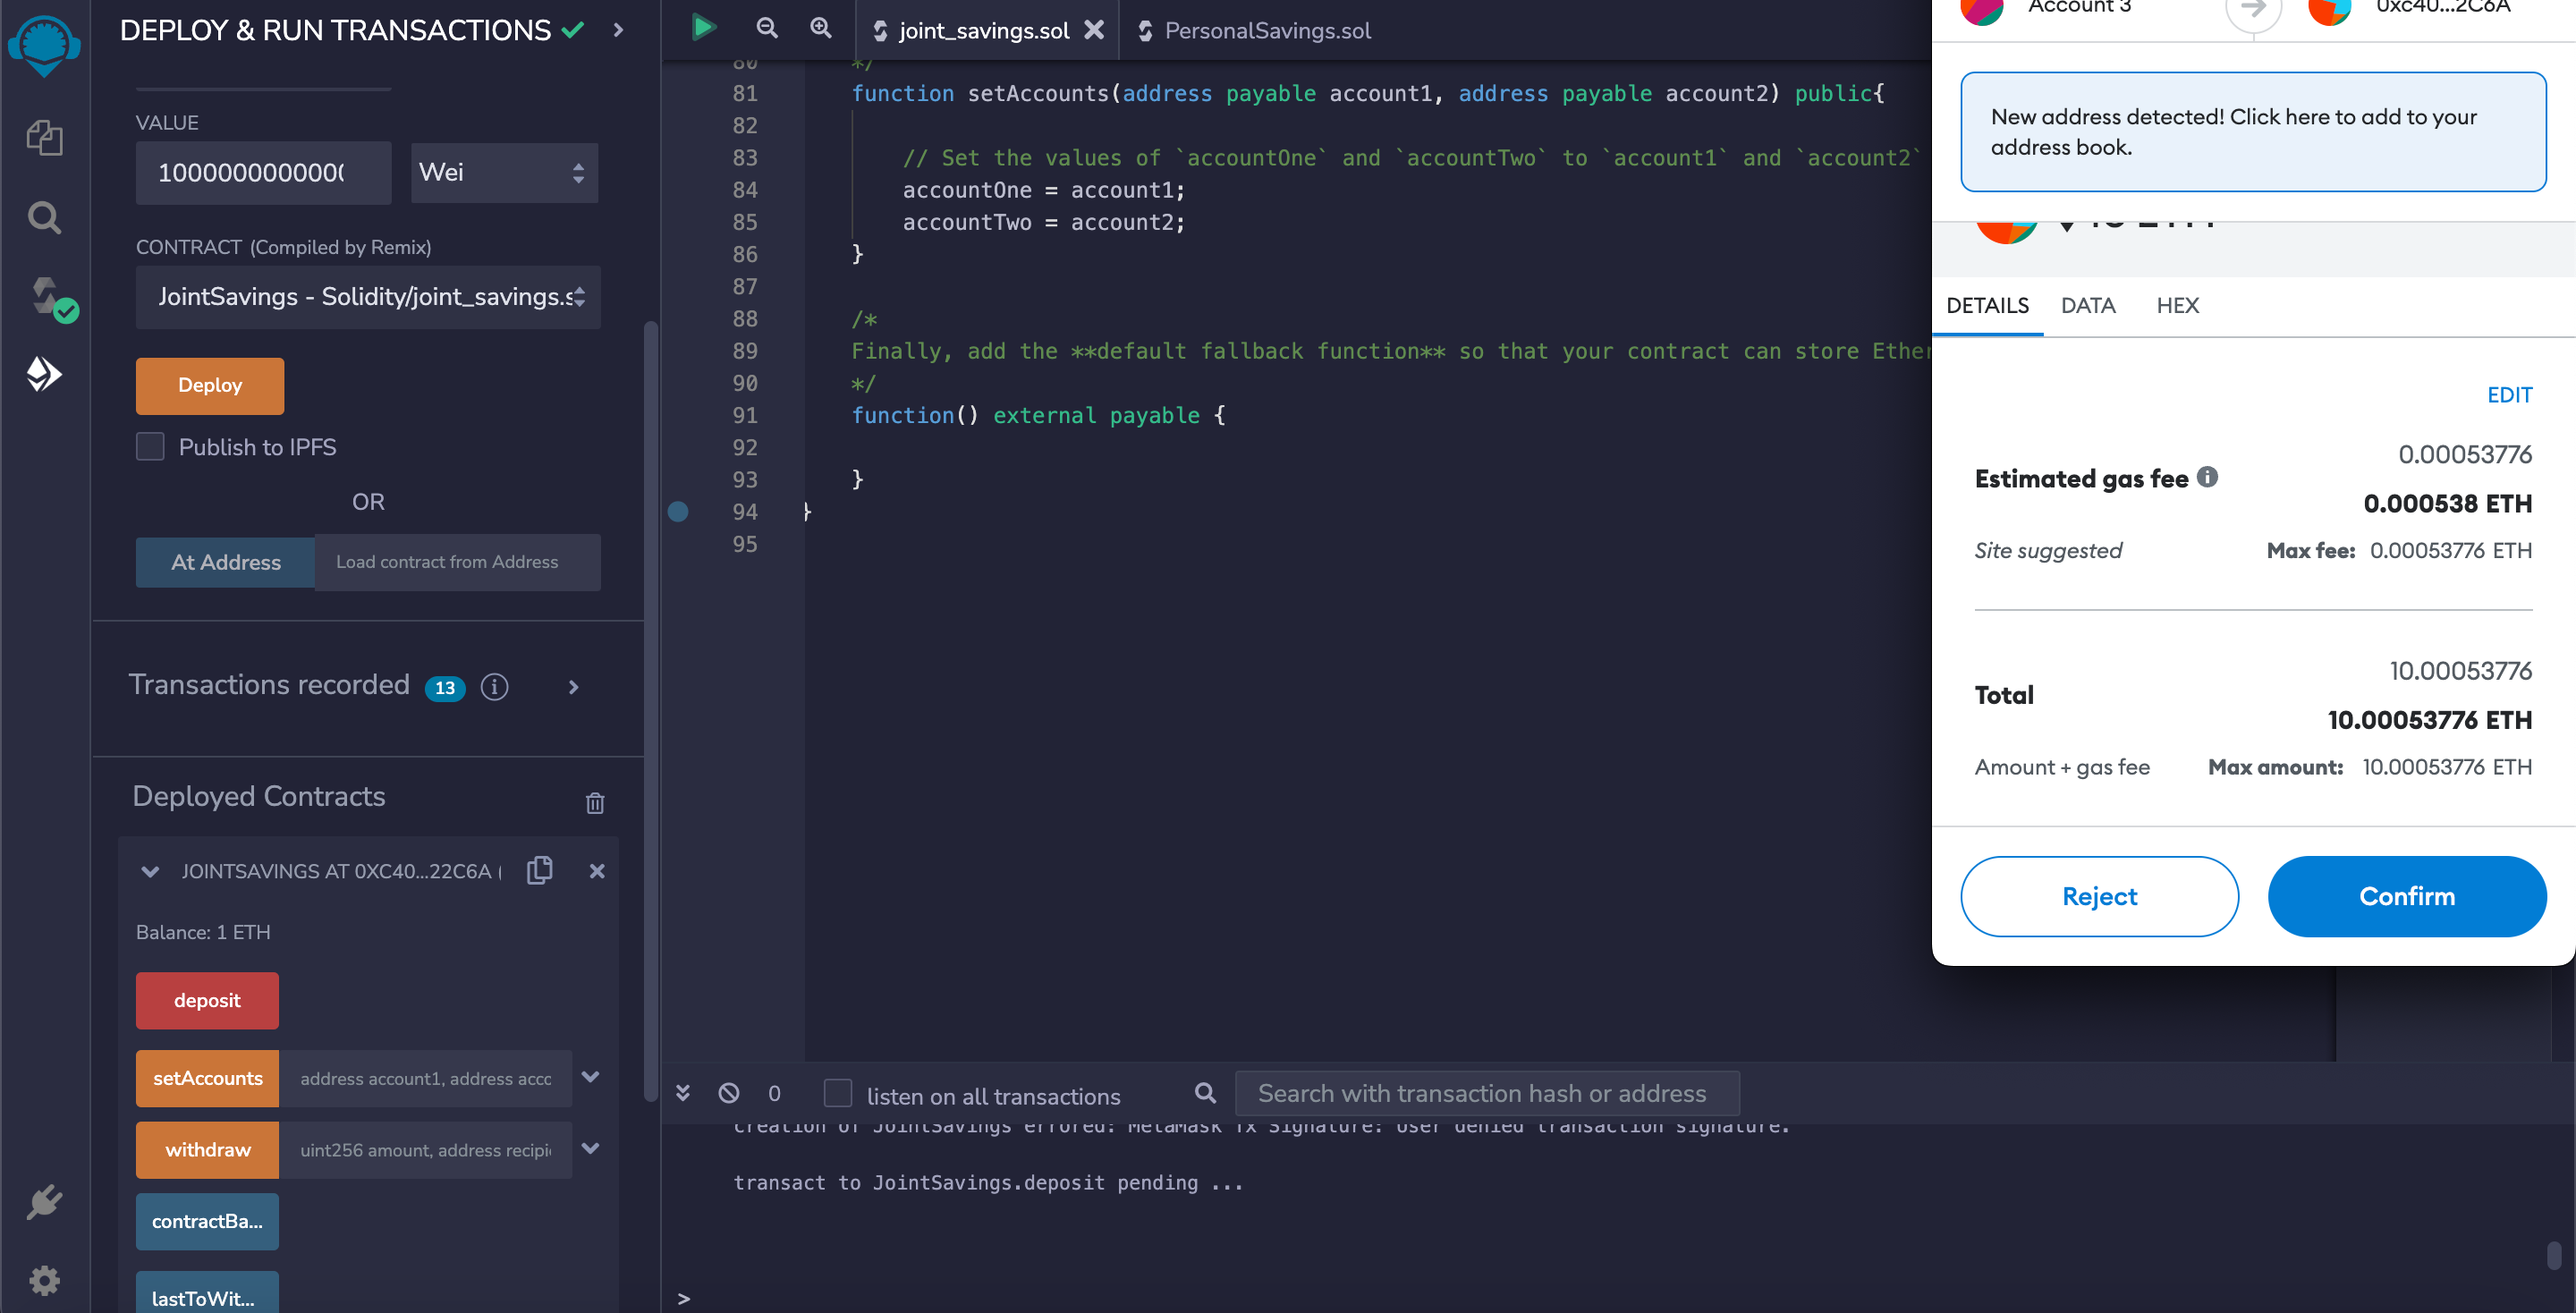 DEPLOY & RUN TRANSACTIONS
VALUE
1000000000000
Wei
CONTRACT (Compiled by Remix)
JointSavings - Solidity/joint_savings.s
Deploy
Publish to IPFS
OR
At Address
Load contract from Address
Transactions recorded 13
Deployed Contracts
JOINTSAVINGS AT 0XC40...22C6A (
Balance: 1 ETH
deposit
setAccounts
address account1, address acco
withdraw
uint256 amount, address recipi
contractBa...
lastToWit...
joint_savings.sol
PersonalSavings.sol
80 */
81 function setAccounts(address payable account1, address payable account2) public{
82
83 // Set the values of `accountOne` and `accountTwo` to `account1` and `account2`
84 accountOne = account1;
85 accountTwo = account2;
86 }
87
88 /*
89 Finally, add the **default fallback function** so that your contract can store Ether
90 */
91 function() external payable {
92
93 }
94 }
95
0
listen on all transactions
Search with transaction hash or address
creation of JointSavings errored: MetaMask Tx Signature: User denied transaction signature.
transact to JointSavings.deposit pending ...
>
Account 3
0xc40...2C6A
New address detected! Click here to add to your
address book.
10 ETH
DETAILS
DATA
HEX
EDIT
0.00053776
Estimated gas fee
0.000538 ETH
Site suggested
Max fee: 0.00053776 ETH
10.00053776
Total
10.00053776 ETH
Amount + gas fee
Max amount: 10.00053776 ETH
Reject
Confirm